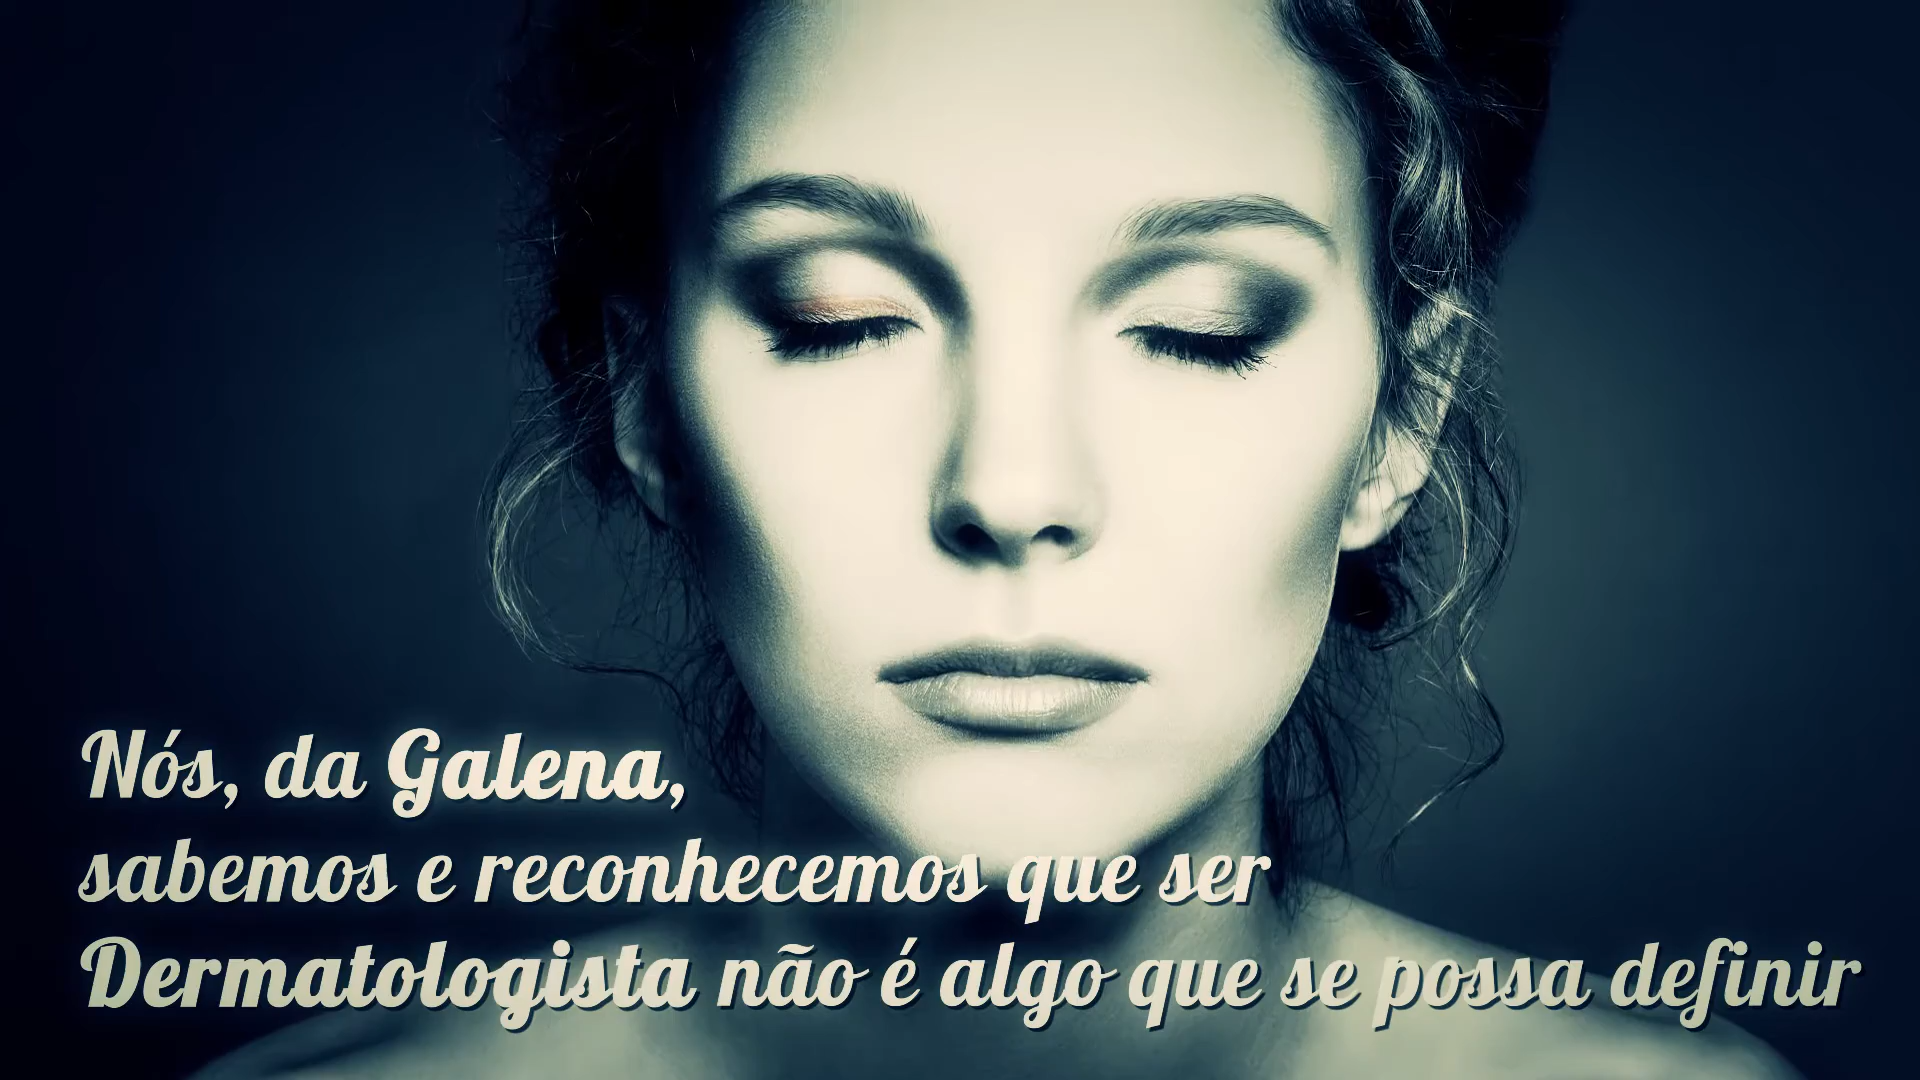 Nós, da Galena,
sabemos e reconhecemos que ser
Dermatologista não é algo que se possa definir